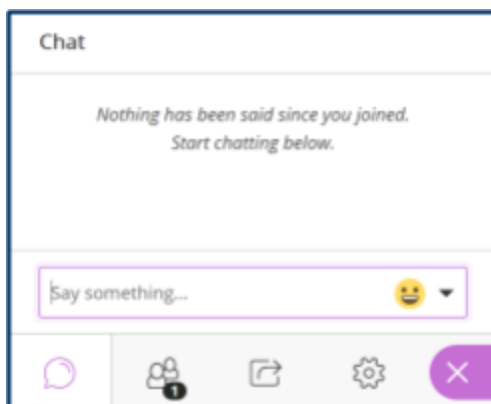 Chat
Nothing has been said since you joined.
Start chatting below.
Say something...
1